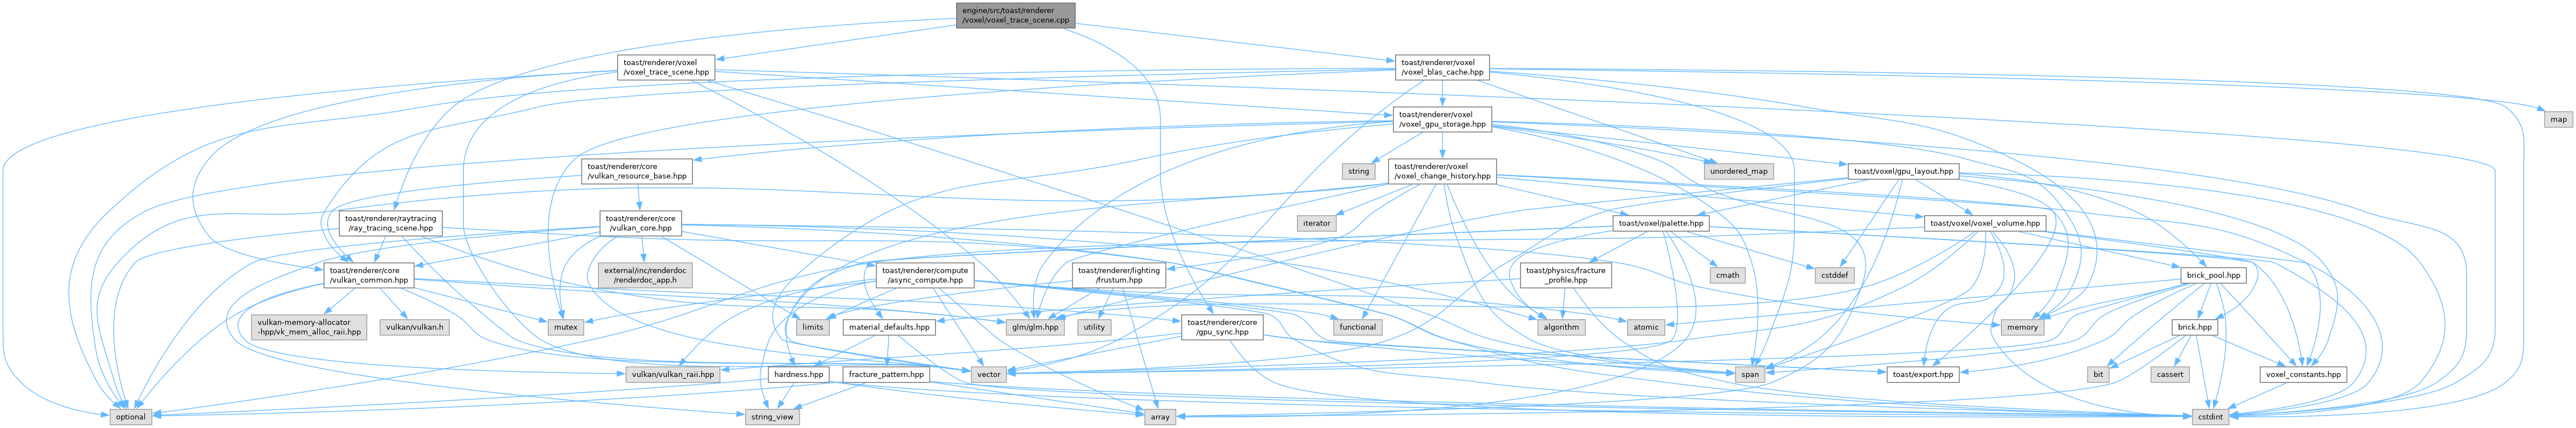 engine/src/toast/renderer
/voxel/voxel_trace_scene.cpp
toast/renderer/voxel
/voxel_trace_scene.hpp
toast/renderer/voxel
/voxel_blas_cache.hpp
toast/renderer/voxel
/voxel_gpu_storage.hpp
map
toast/renderer/core
/vulkan_resource_base.hpp
string
toast/renderer/voxel
/voxel_change_history.hpp
unordered_map
toast/voxel/gpu_layout.hpp
toast/renderer/raytracing
/ray_tracing_scene.hpp
toast/renderer/core
/vulkan_core.hpp
iterator
toast/voxel/palette.hpp
toast/voxel/voxel_volume.hpp
toast/renderer/core
/vulkan_common.hpp
external/inc/renderdoc
/renderdoc_app.h
toast/renderer/compute
/async_compute.hpp
toast/renderer/lighting
/frustum.hpp
toast/physics/fracture
_profile.hpp
cmath
cstddef
brick_pool.hpp
vulkan-memory-allocator
-hpp/vk_mem_alloc_raii.hpp
vulkan/vulkan.h
mutex
limits
material_defaults.hpp
glm/glm.hpp
utility
toast/renderer/core
/gpu_sync.hpp
functional
algorithm
atomic
memory
brick.hpp
vulkan/vulkan_raii.hpp
hardness.hpp
fracture_pattern.hpp
vector
span
toast/export.hpp
bit
cassert
voxel_constants.hpp
optional
string_view
array
cstdint